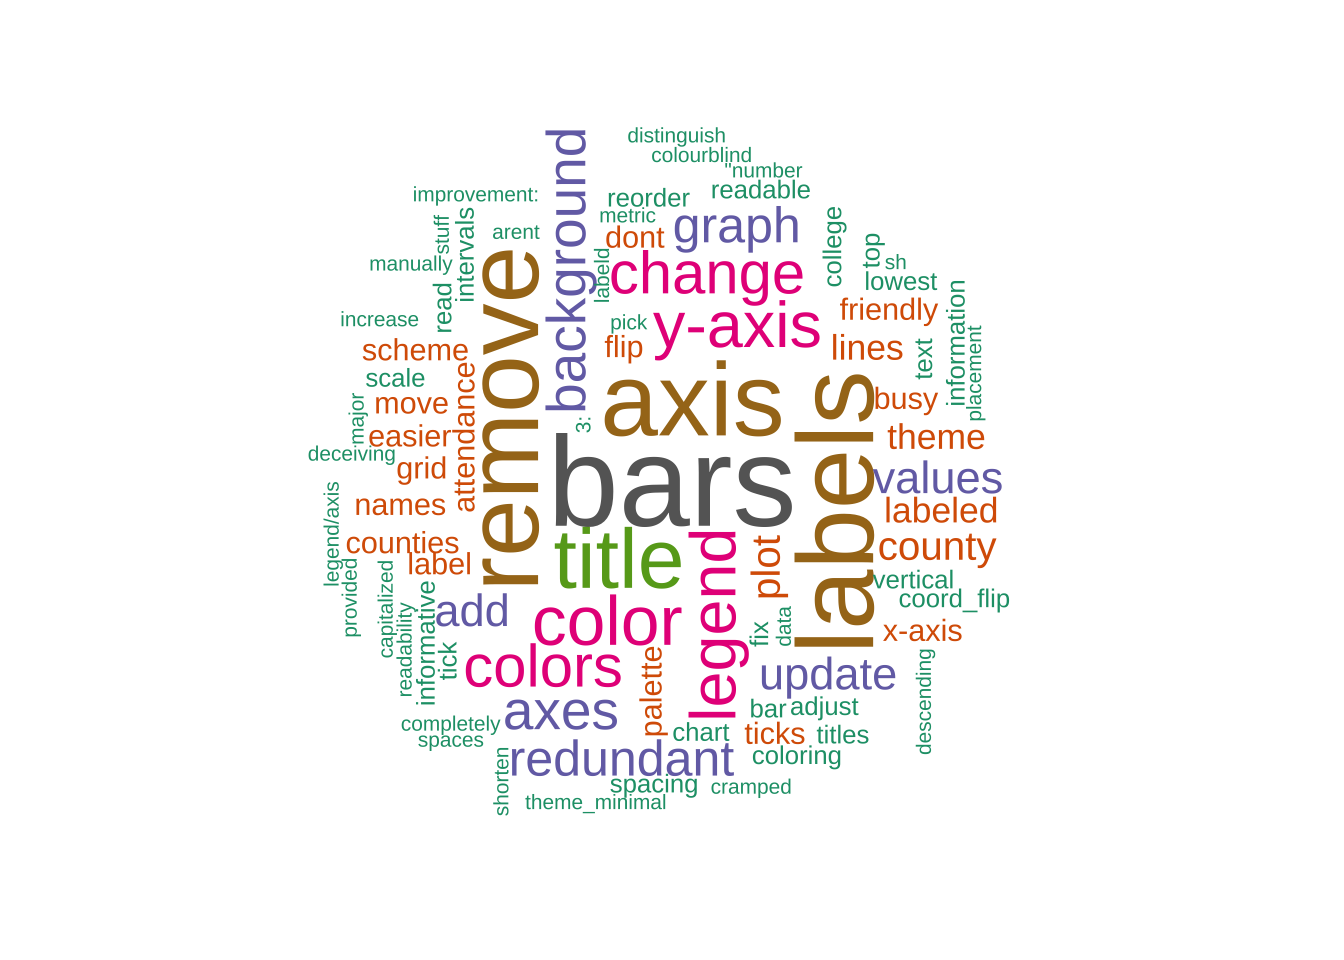 distinguish
colourblind
"number
improvement:
reorder
readable
metric
stuff
intervals
arent
dont
graph
background
college
top
manually
labeld
change
sh
lowest
read
remove
increase
pick
y-axis
friendly
information
scheme
flip
lines
text
placement
scale
attendance
axis
labels
busy
move
major
3:
easier
theme
deceiving
grid
bars
values
names
labeled
legend/axis
counties
title
legend
plot
county
label
vertical
provided
capitalized
readability
informative
add
color
fix
data
coord_flip
x-axis
tick
colors
palette
update
descending
axes
bar
adjust
completely
spaces
chart
ticks
titles
redundant
coloring
shorten
spacing
cramped
theme_minimal